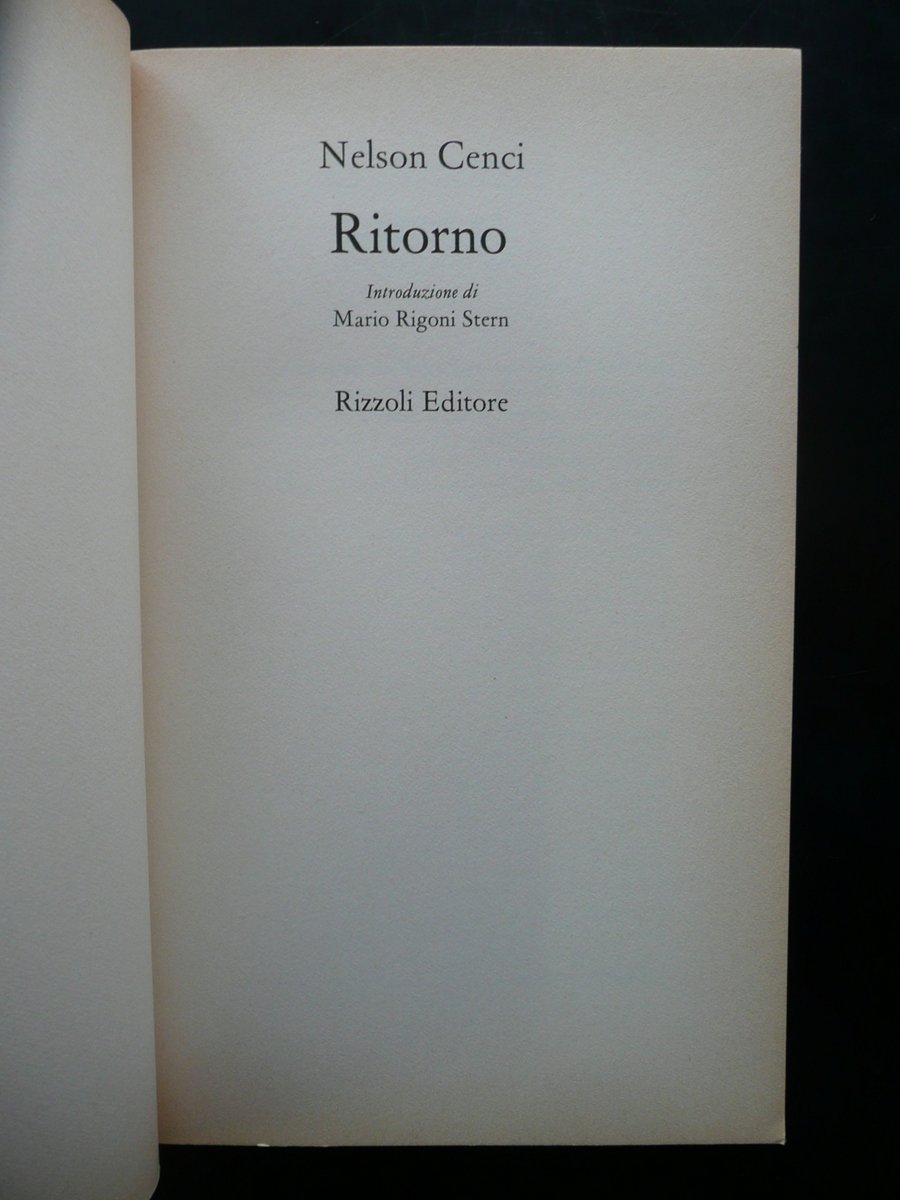 Nelson Cenci
Ritorno
Introduzione di
Mario Rigoni Stern
Rizzoli Editore